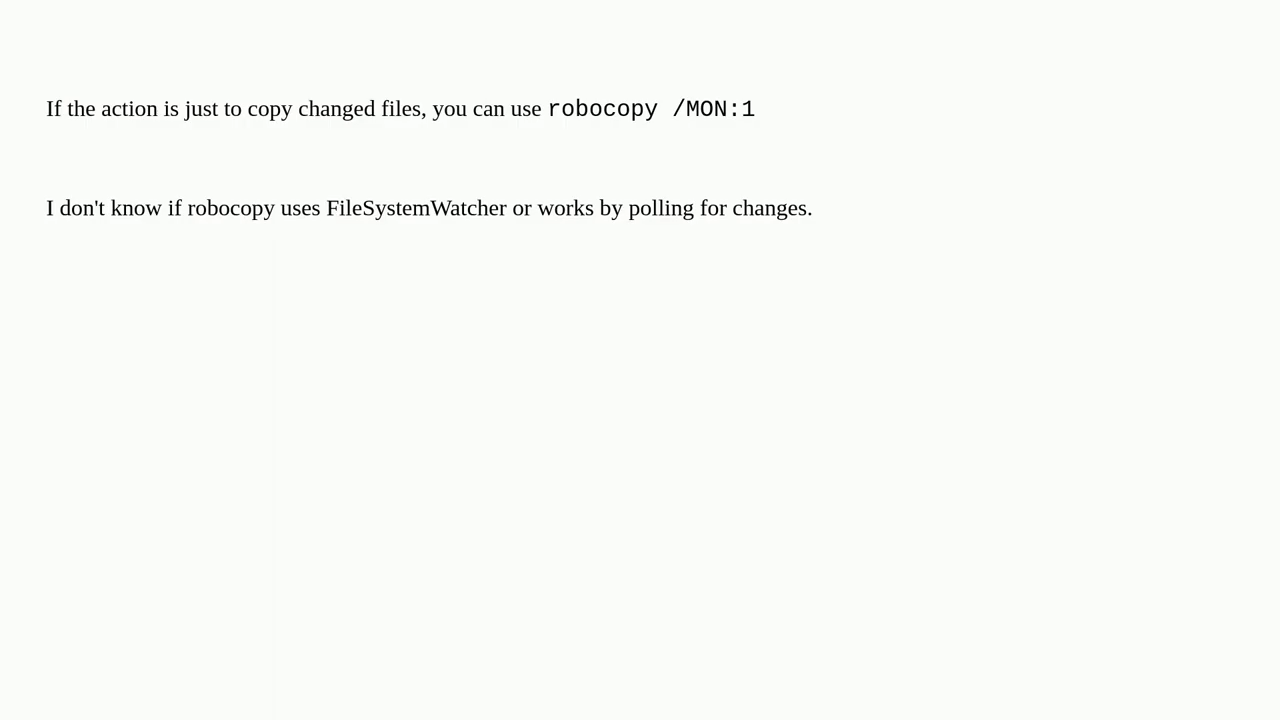 If the action is just to copy changed files, you can use robocopy /MON:1
I don't know if robocopy uses FileSystemWatcher or works by polling for changes.